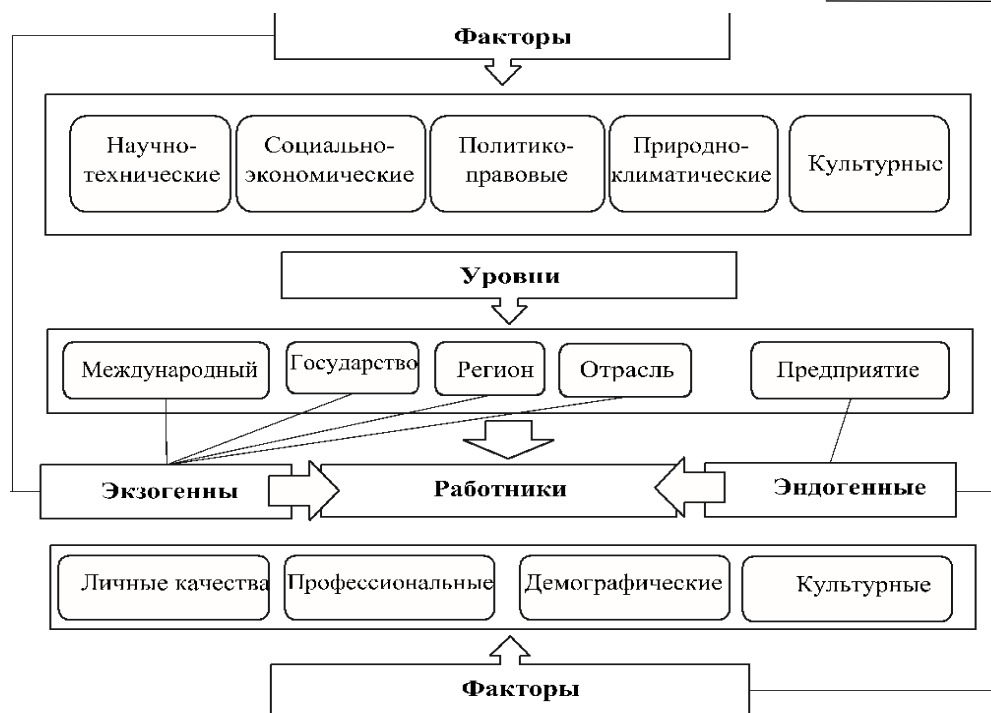 Факторы
Научно-
технические
Социально-
экономические
Политико-
правовые
Природно-
климатические
Культурные
Уровни
Международный
Государство
Регион
Отрасль
Предприятие
Экзогенны
Работники
Эндогенные
Личные качества
Профессиональные
Демографические
Культурные
Факторы